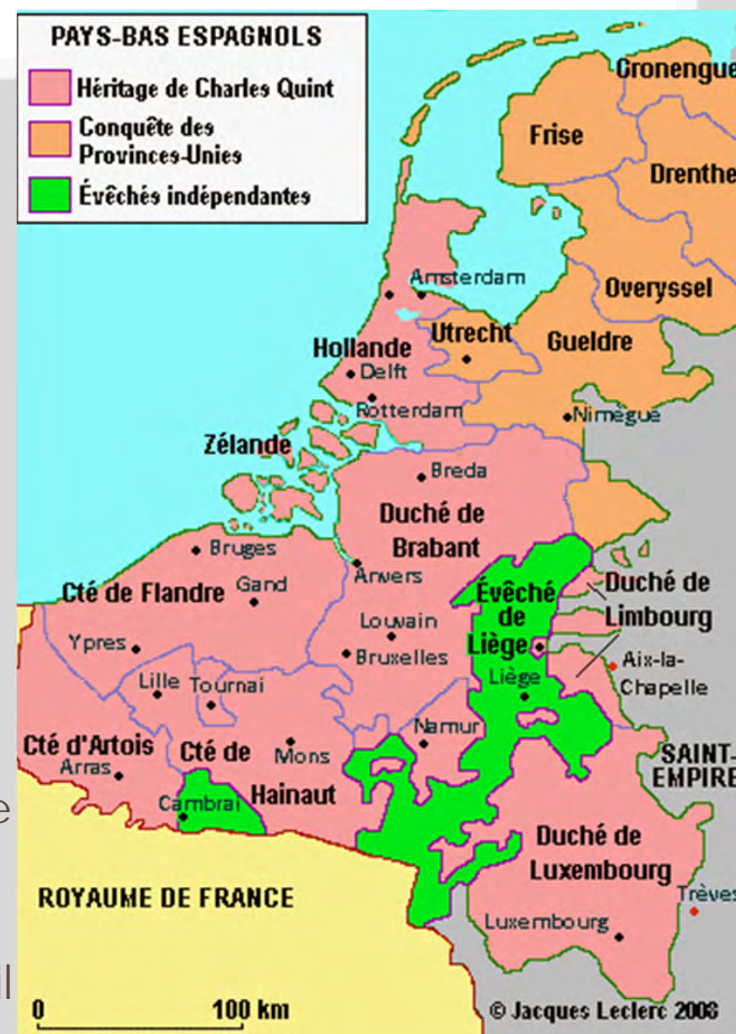 PAYS-BAS ESPAGNOLS
Héritage de Charles Quint
Conquête des
Provinces-Unies
Évêchés indépendantes
Gronengue
Frise
Drenthe
Amsterdam
Overyssel
Utrecht
Gueldre
Hollande
Delft
Rotterdam
Nimègue
Zélande
Breda
Duché de
Brabant
Bruges
Anvers
Cté de Flandre
Gand
Évêché
de
Liège
Duché de
Limbourg
Louvain
Ypres
Bruxelles
Aix-la-
Chapelle
Lille
Tournai
Liège
Namur
Cté d'Artois
Cté de
Hainaut
Mons
Arras
SAINT-
EMPIRE
Cambrai
e
Duché de
Luxembourg
ROYAUME DE FRANCE
Trèves
Luxembourg
il
0
100 km
© Jacques Leclerc 2008